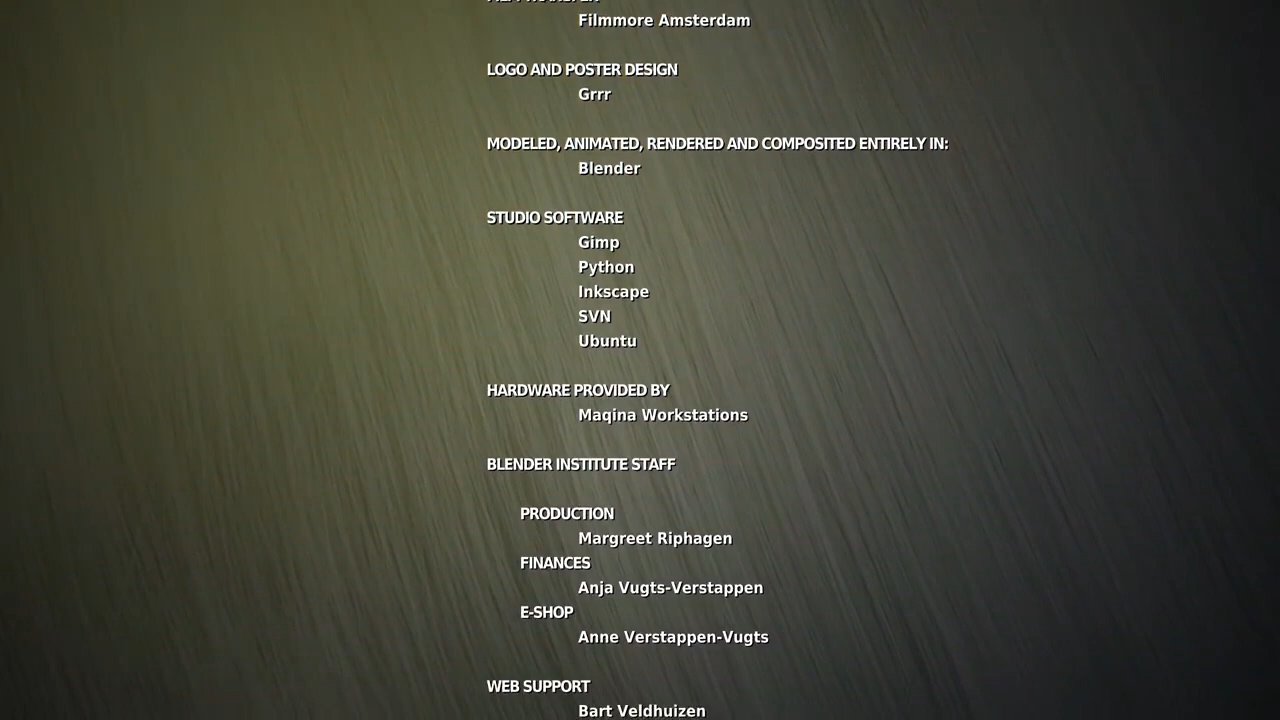 Filmmore Amsterdam
LOGO AND POSTER DESIGN
Grrr
MODELED, ANIMATED, RENDERED AND COMPOSITED ENTIRELY IN:
Blender
STUDIO SOFTWARE
Gimp
Python
Inkscape
SVN
Ubuntu
HARDWARE PROVIDED BY
Maqina Workstations
BLENDER INSTITUTE STAFF
PRODUCTION
Margreet Riphagen
FINANCES
Anja Vugts-Verstappen
E-SHOP
Anne Verstappen-Vugts
WEB SUPPORT
Bart Veldhuizen